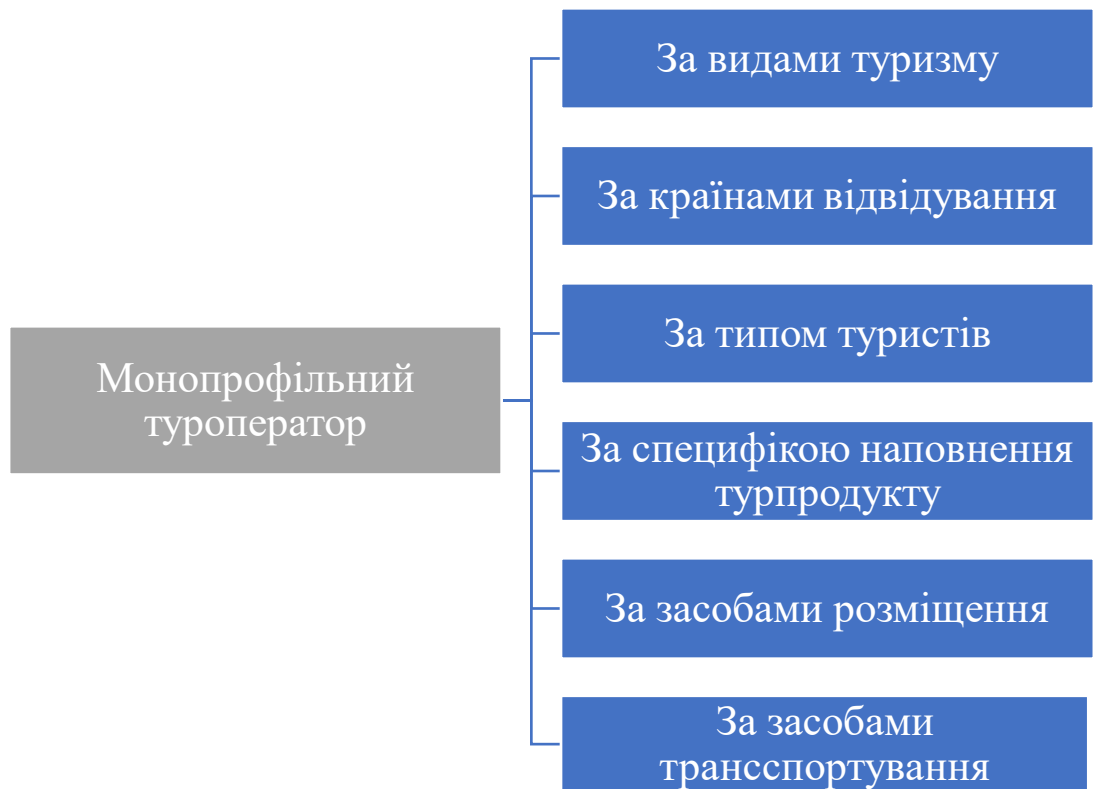 За видами туризму
За країнами відвідування
За типом туристів
Монопрофільний
туроператор
За специфікою наповнення
турпродукту
За засобами розміщення
За засобами
трансспортування